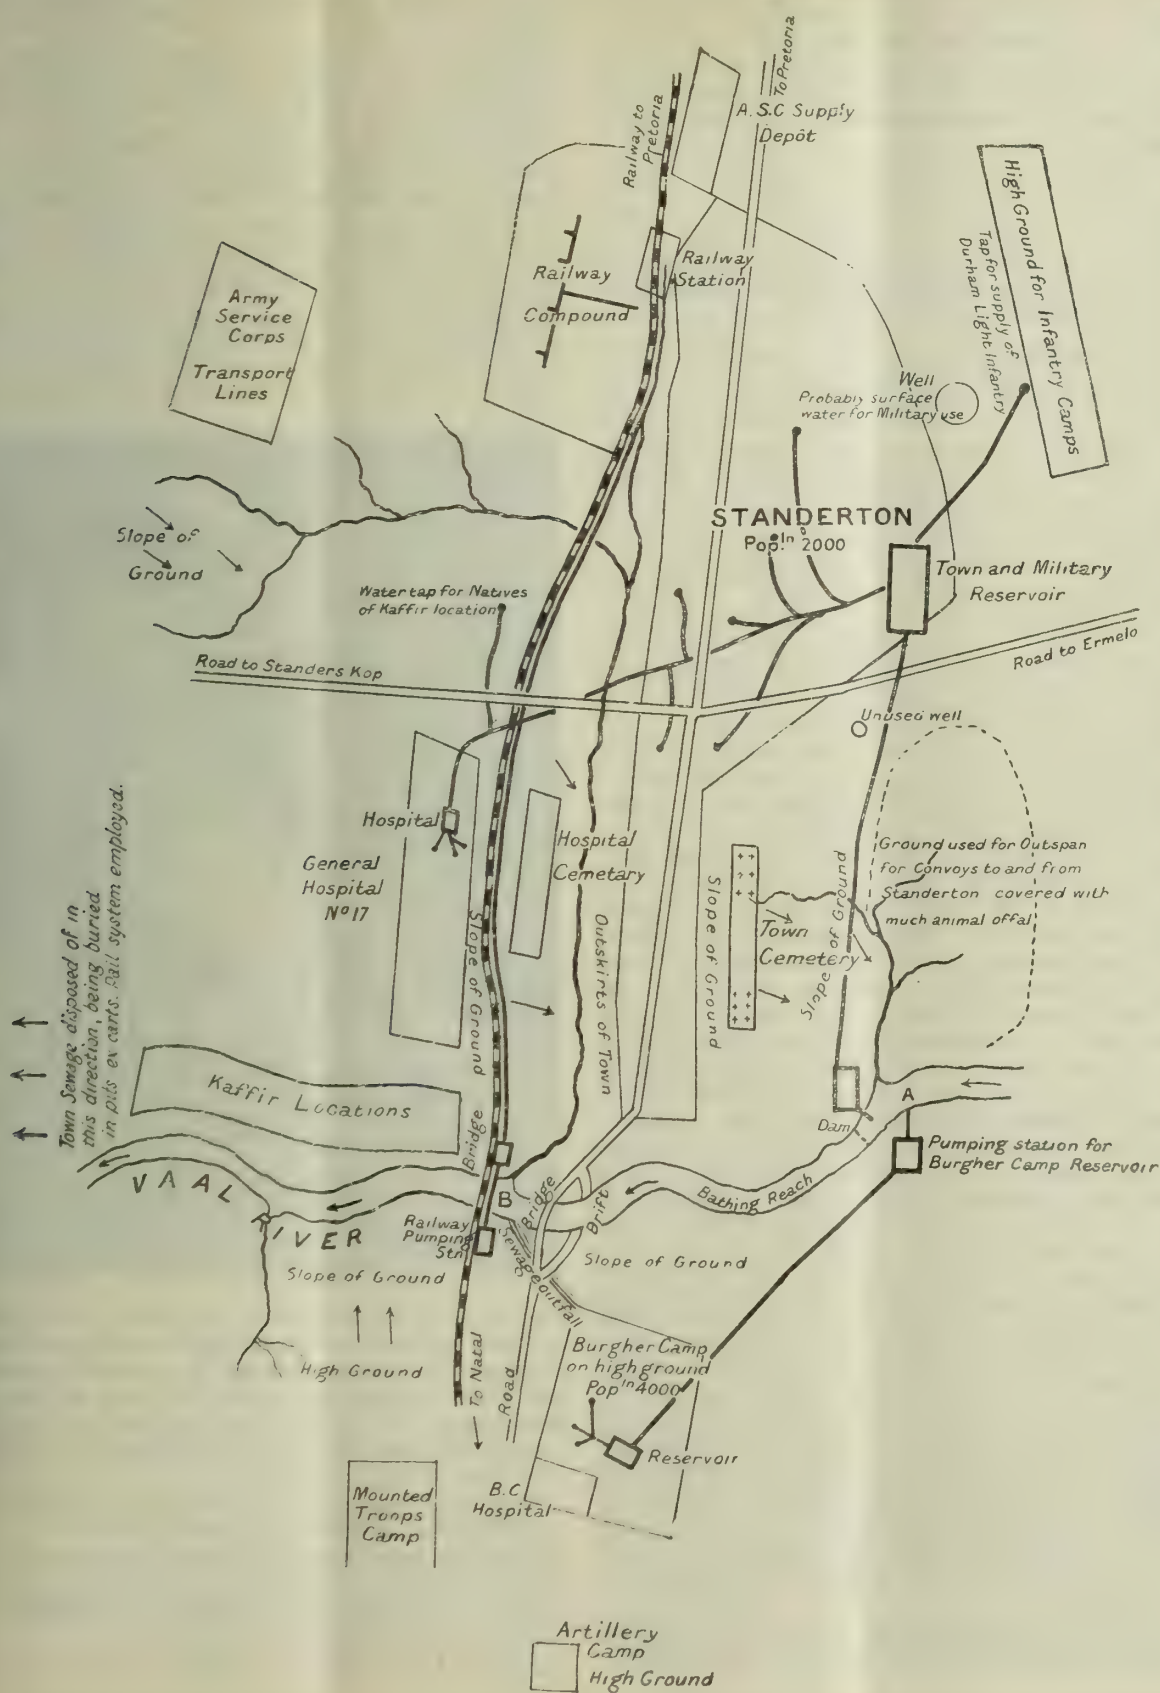 To Pretoria
A.S.C Supply
Depôt
Railway to
Pretoria
High Ground for Infantry Camps
Tap for supply of
Durham Light Infantry
Railway
Station
Railway
Compound
Army
Service
Corps
Transport
Lines
Well
Probably surface
water for Military use
STANDERTON
Pop.ln 2000
Slope of
Ground
Town and Military
Reservoir
Water tap for Natives
of Kaffir location
Road to Standers Kop
Road to Ermelo
Unused well
Hospital
General
Hospital
No 17
Hospital
Cemetary
Ground used for Outspan
for Convoys to and from
Standerton covered with
much animal offal
Slope of Ground
Outskirts of Town
Slope of Ground
Town
Cemetery
Slope of Ground
Town Sewage disposed of in
this direction, being buried
in pits ex carts. Pail system employed.
Kaffir Locations
Bridge
A
Dam
Pumping station for
Burgher Camp Reservoir
VAAL
RIVER
B
Bridge
Drift
Bathing Reach
Railway
Pumping
Stn
Sewage outfall
Slope of Ground
Slope of Ground
High Ground
To Natal
Road
Burgher Camp
on high ground
Popln 4000
Reservoir
B.C
Hospital
Mounted
Troops
Camp
Artillery
Camp
High Ground